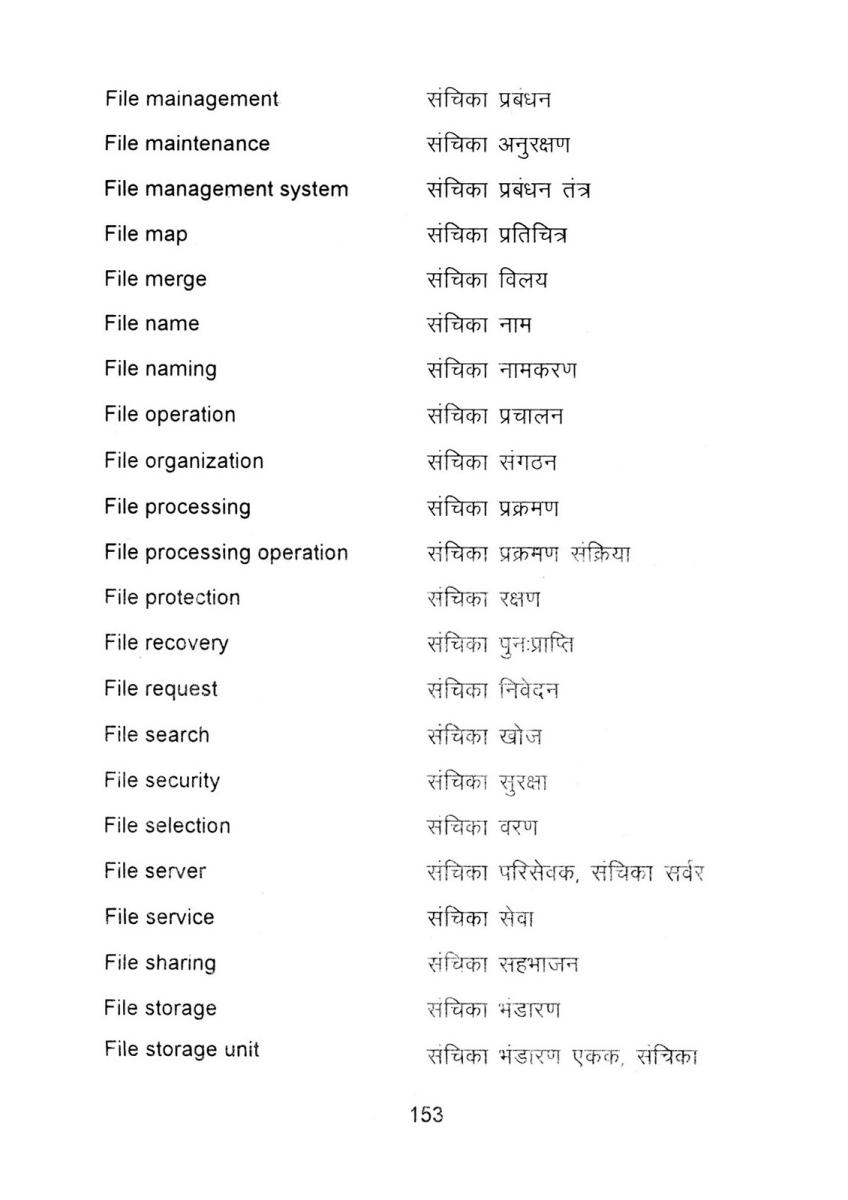 File mainagement संचिका प्रबंधन
File maintenance संचिका अनुरक्षण
File management system संचिका प्रबंधन तंत्र
File map संचिका प्रतिचित्र
File merge संचिका विलय
File name संचिका नाम
File naming संचिका नामकरण
File operation संचिका प्रचालन
File organization संचिका संगठन
File processing संचिका प्रक्रमण
File processing operation संचिका प्रक्रमण संक्रिया
File protection संचिका रक्षण
File recovery संचिका पुनःप्राप्ति
File request संचिका निवेदन
File search संचिका खोज
File security संचिका सुरक्षा
File selection संचिका वरण
File server संचिका परिसेवक, संचिका सर्वर
File service संचिका सेवा
File sharing संचिका सहभाजन
File storage संचिका भंडारण
File storage unit संचिका भंडारण एकक, संचिका
153